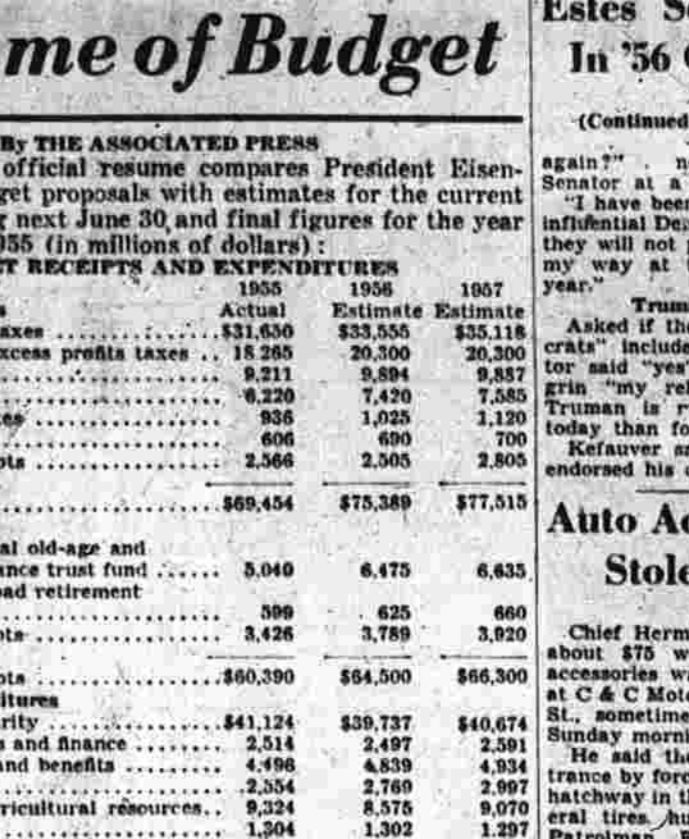 me of Budget
By THE ASSOCIATED PRESS
official resume compares President Eisen-
get proposals with estimates for the current
g next June 30, and final figures for the year
955 (in millions of dollars):
T RECEIPTS AND EXPENDITURES
1955 1956 1957
s Actual Estimate Estimate
axes $31,650 $33,555 $35,118
xcess profits taxes .. 18 265 20,300 20,300
9,211 9,894 9,887
6,220 7,420 7,585
es 936 1,025 1,120
606 690 700
pts 2,566 2,505 2,805
$69,454 $75,389 $77,515
al old-age and
ance trust fund ...... 5,040 6,475 6,635
oad retirement
599 625 660
pts 3,426 3,789 3,920
pts $60,390 $64,500 $66,300
itures
rity $41,124 $39,737 $40,674
s and finance ........ 2,514 2,497 2,591
and benefits ....... 4,496 4,839 4,934
2,554 2,769 2,997
ricultural resources.. 9,324 8,575 9,070
1,304 1,302 1,297
Estes S
In '56
(Continued
again?" . n
Senator at a
"I have been
influential De
they will not
my way at
year."
Trum
Asked if the
crats" include
tor said "yes"
grin "my rel
Truman is r
today than fo
Kefauver s
endorsed his
Auto Ac
Stole
Chief Herm
about $75 w
accessories w
at C & C Moto
St., sometime
Sunday morni
He said the
trance by forc
hatchway in t
eral tires, hu
Patrolman